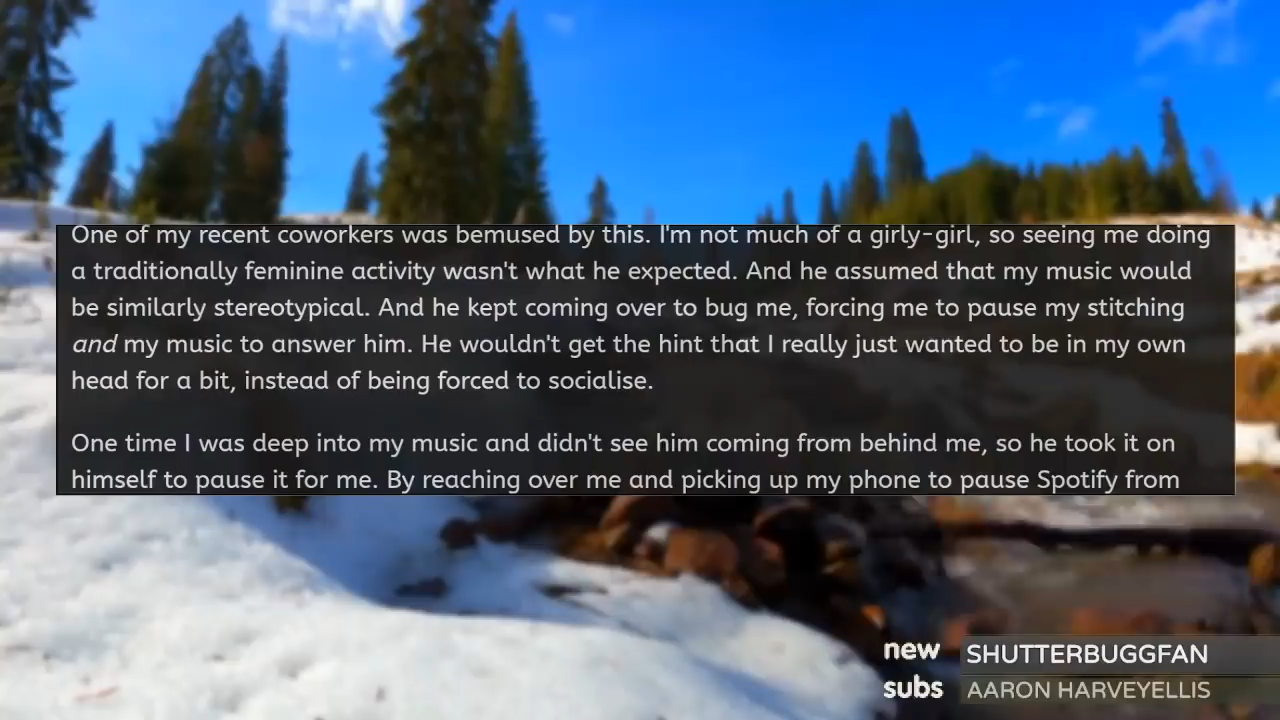 One of my recent coworkers was bemused by this. I'm not much of a girly-girl, so seeing me doing
a traditionally feminine activity wasn't what he expected. And he assumed that my music would
be similarly stereotypical. And he kept coming over to bug me, forcing me to pause my stitching
and my music to answer him. He wouldn't get the hint that I really just wanted to be in my own
head for a bit, instead of being forced to socialise.
One time I was deep into my music and didn't see him coming from behind me, so he took it on
himself to pause it for me. By reaching over me and picking up my phone to pause Spotify from
new subs
SHUTTERBUGGFAN
AARON HARVEYELLIS